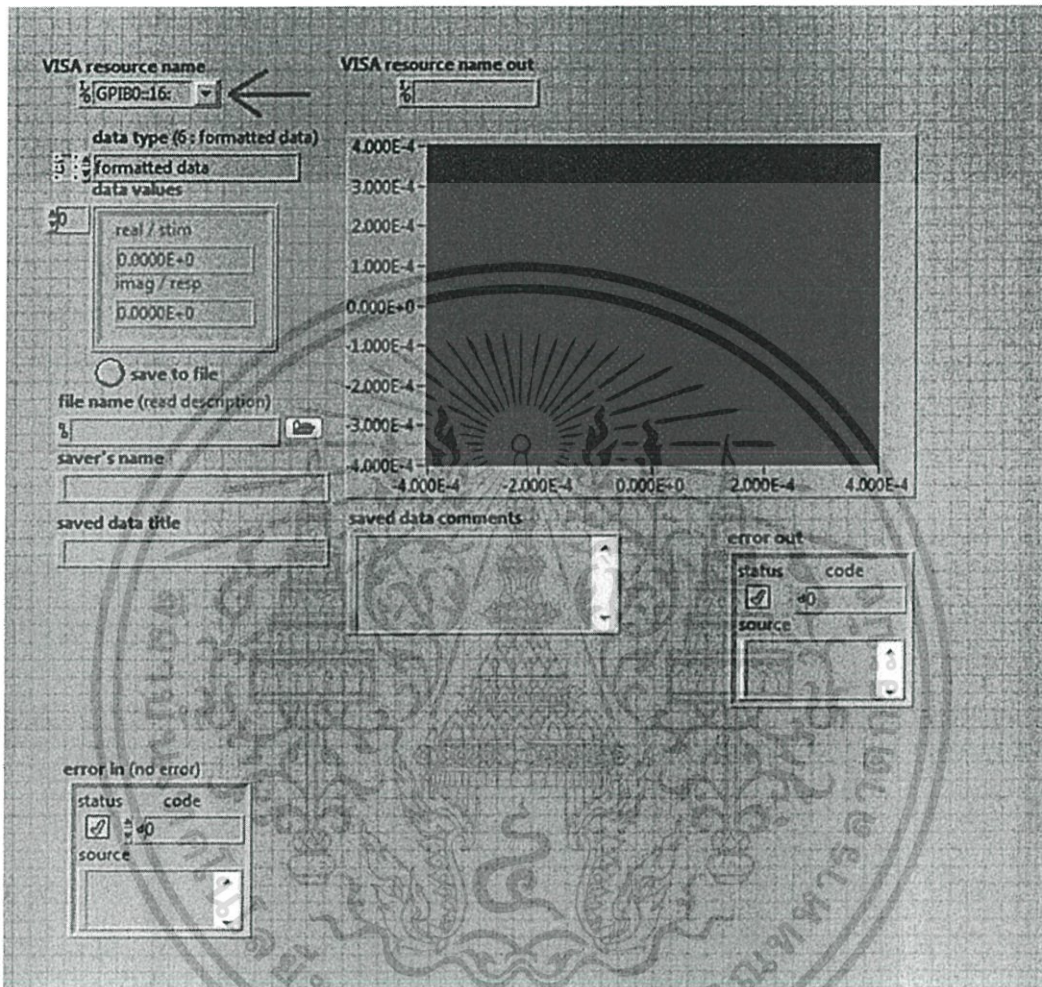 VISA resource name
GPIB0::16:
VISA resource name out
data type (6 : formatted data)
formatted data
data values
0
real / stim
0.0000E+0
imag / resp
0.0000E+0
save to file
file name (read description)
saver's name
saved data title
4.000E-4
3.000E-4
2.000E-4
1.000E-4
0.000E+0
-1.000E-4
-2.000E-4
-3.000E-4
-4.000E-4
-4.000E-4 -2.000E-4 0.000E+0 2.000E-4 4.000E-4
saved data comments
error out
status code
0
source
error in (no error)
status code
0
source